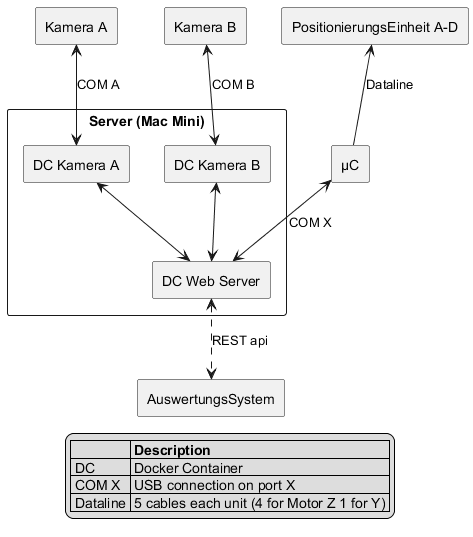 Kamera A
Kamera B
PositionierungsEinheit A-D
COM A
COM B
Dataline
Server (Mac Mini)
DC Kamera A
DC Kamera B
µC
COM X
DC Web Server
REST api
AuswertungsSystem
Description
DC Docker Container
COM X USB connection on port X
Dataline 5 cables each unit (4 for Motor Z 1 for Y)